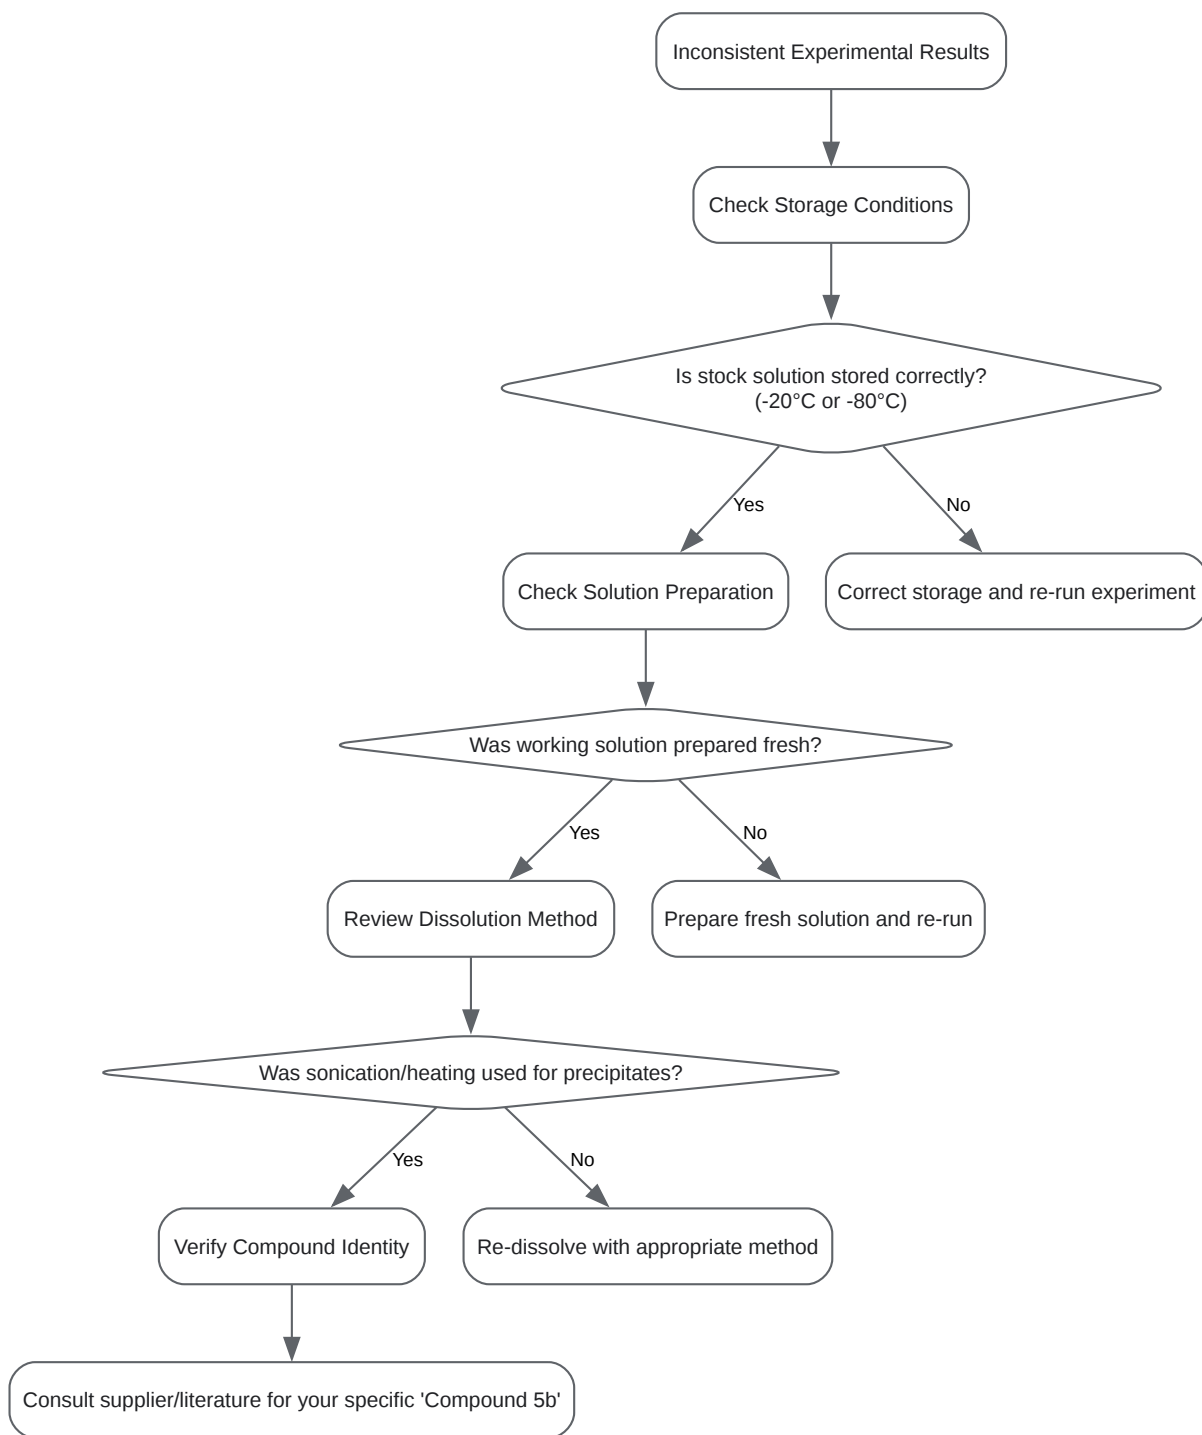 Inconsistent Experimental Results
Check Storage Conditions
Is stock solution stored correctly?
(-20°C or -80°C)
Yes
No
Check Solution Preparation
Correct storage and re-run experiment
Was working solution prepared fresh?
Yes
No
Review Dissolution Method
Prepare fresh solution and re-run
Was sonication/heating used for precipitates?
Yes
No
Verify Compound Identity
Re-dissolve with appropriate method
Consult supplier/literature for your specific 'Compound 5b'